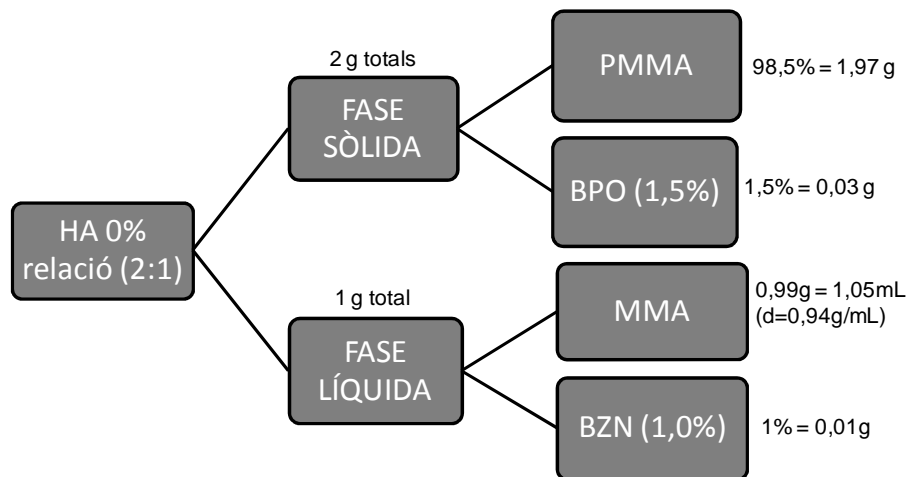 2 g totals
PMMA
98,5% = 1,97 g
FASE
SÒLIDA
BPO (1,5%)
1,5% = 0,03 g
HA 0%
relació (2:1)
1 g total
MMA
0,99g = 1,05mL
(d=0,94g/mL)
FASE
LÍQUIDA
BZN (1,0%)
1% = 0,01g